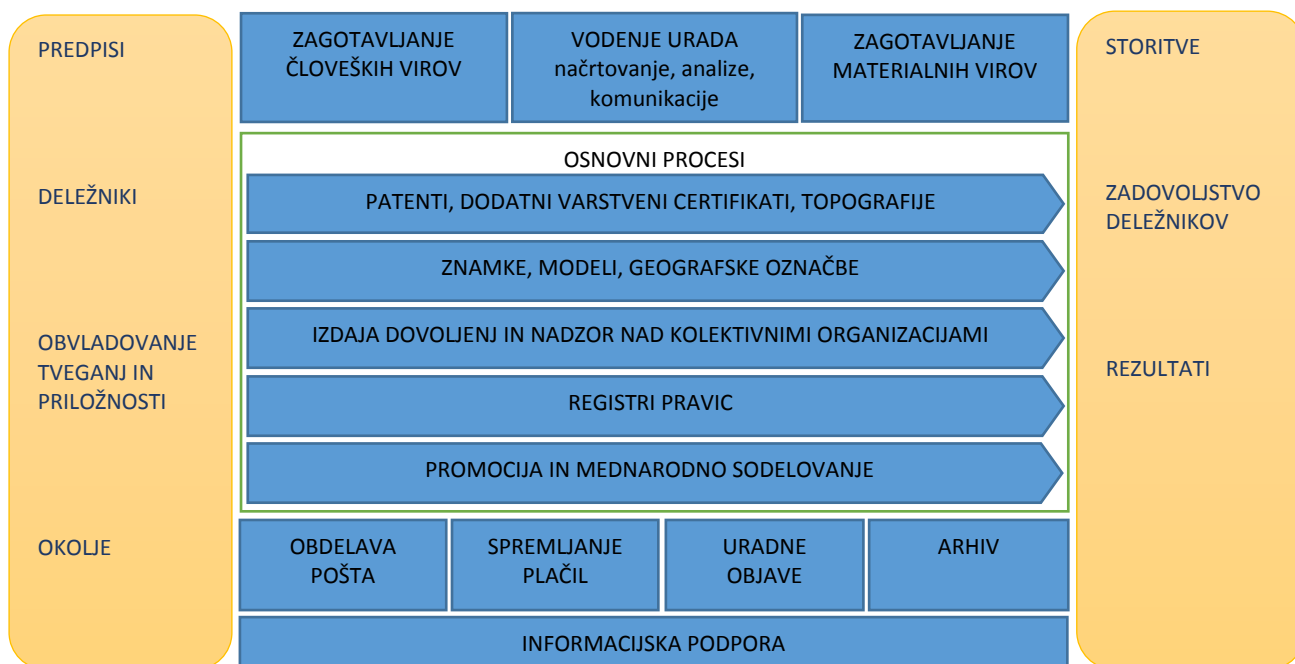 PREDPISI
DELEŽNIKI
OBVLADOVANJE
TVEGANJ IN
PRILOŽNOSTI
OKOLJE
ZAGOTAVLJANJE
ČLOVEŠKIH VIROV
VODENJE URADA
načrtovanje, analize,
komunikacije
ZAGOTAVLJANJE
MATERIALNIH VIROV
OSNOVNI PROCESI
PATENTI, DODATNI VARSTVENI CERTIFIKATI, TOPOGRAFIJE
ZNAMKE, MODELI, GEOGRAFSKE OZNAČBE
IZDAJA DOVOLJENJ IN NADZOR NAD KOLEKTIVNIMI ORGANIZACIJAMI
REGISTRI PRAVIC
PROMOCIJA IN MEDNARODNO SODELOVANJE
OBDELAVA
POŠTA
SPREMLJANJE
PLAČIL
URADNE
OBJAVE
ARHIV
INFORMACIJSKA PODPORA
STORITVE
ZADOVOLJSTVO
DELEŽNIKOV
REZULTATI